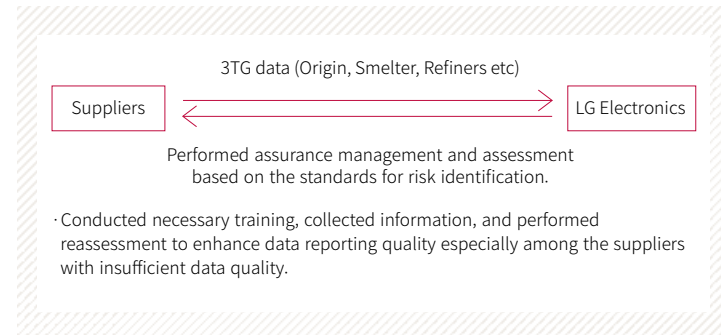 3TG data (Origin, Smelter, Refiners etc)
Suppliers
LG Electronics
Performed assurance management and assessment
based on the standards for risk identification.
· Conducted necessary training, collected information, and performed
reassessment to enhance data reporting quality especially among the suppliers
with insufficient data quality.